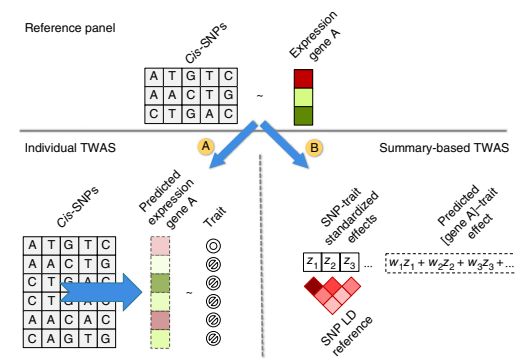 Reference panel
Cis-SNPs
Expression
gene A
A T G T C
A A C T G
C T G A C
~
A
B
Individual TWAS
Summary-based TWAS
Cis-SNPs
Predicted
expression
gene A
Trait
A T G T C
A A C T G
C T G A C
C T G A C
A A C A C
C A G T G
~
SNP-trait
standardized
effects
Predicted
[gene A]–trait
effect
z1 z2 z3 ...
w1z1 + w2z2 + w3z3 + ...
SNP LD
reference